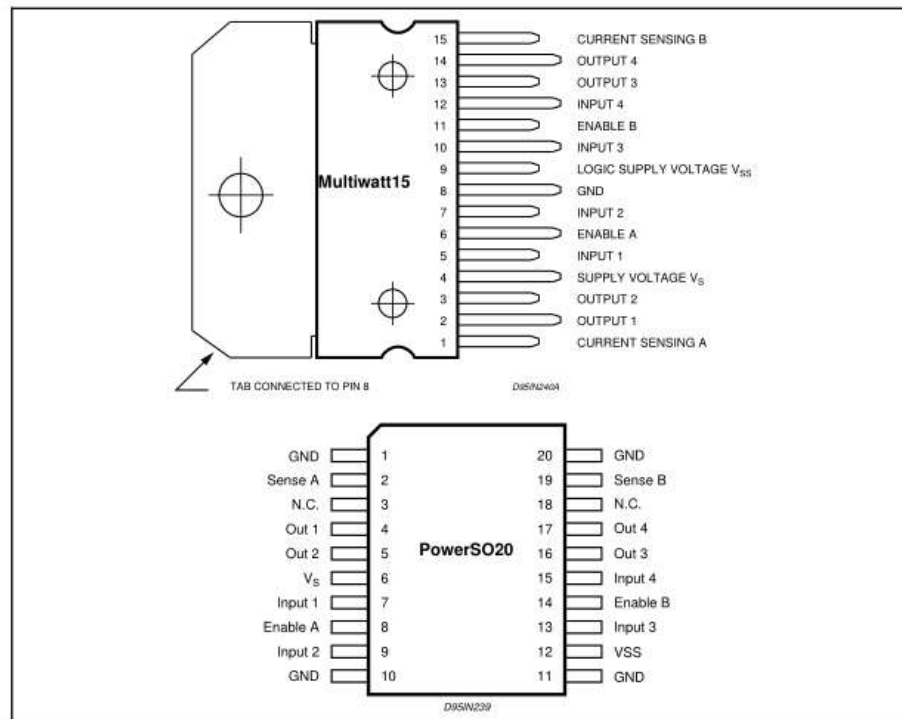 15 CURRENT SENSING B
14 OUTPUT 4
13 OUTPUT 3
12 INPUT 4
11 ENABLE B
10 INPUT 3
9 LOGIC SUPPLY VOLTAGE VSS
Multiwatt15
8 GND
7 INPUT 2
6 ENABLE A
5 INPUT 1
4 SUPPLY VOLTAGE VS
3 OUTPUT 2
2 OUTPUT 1
1 CURRENT SENSING A
TAB CONNECTED TO PIN 8
D95IN240A
GND 1 20 GND
Sense A 2 19 Sense B
N.C. 3 18 N.C.
Out 1 4 17 Out 4
Out 2 5 PowerSO20 16 Out 3
VS 6 15 Input 4
Input 1 7 14 Enable B
Enable A 8 13 Input 3
Input 2 9 12 VSS
GND 10 11 GND
D95IN239